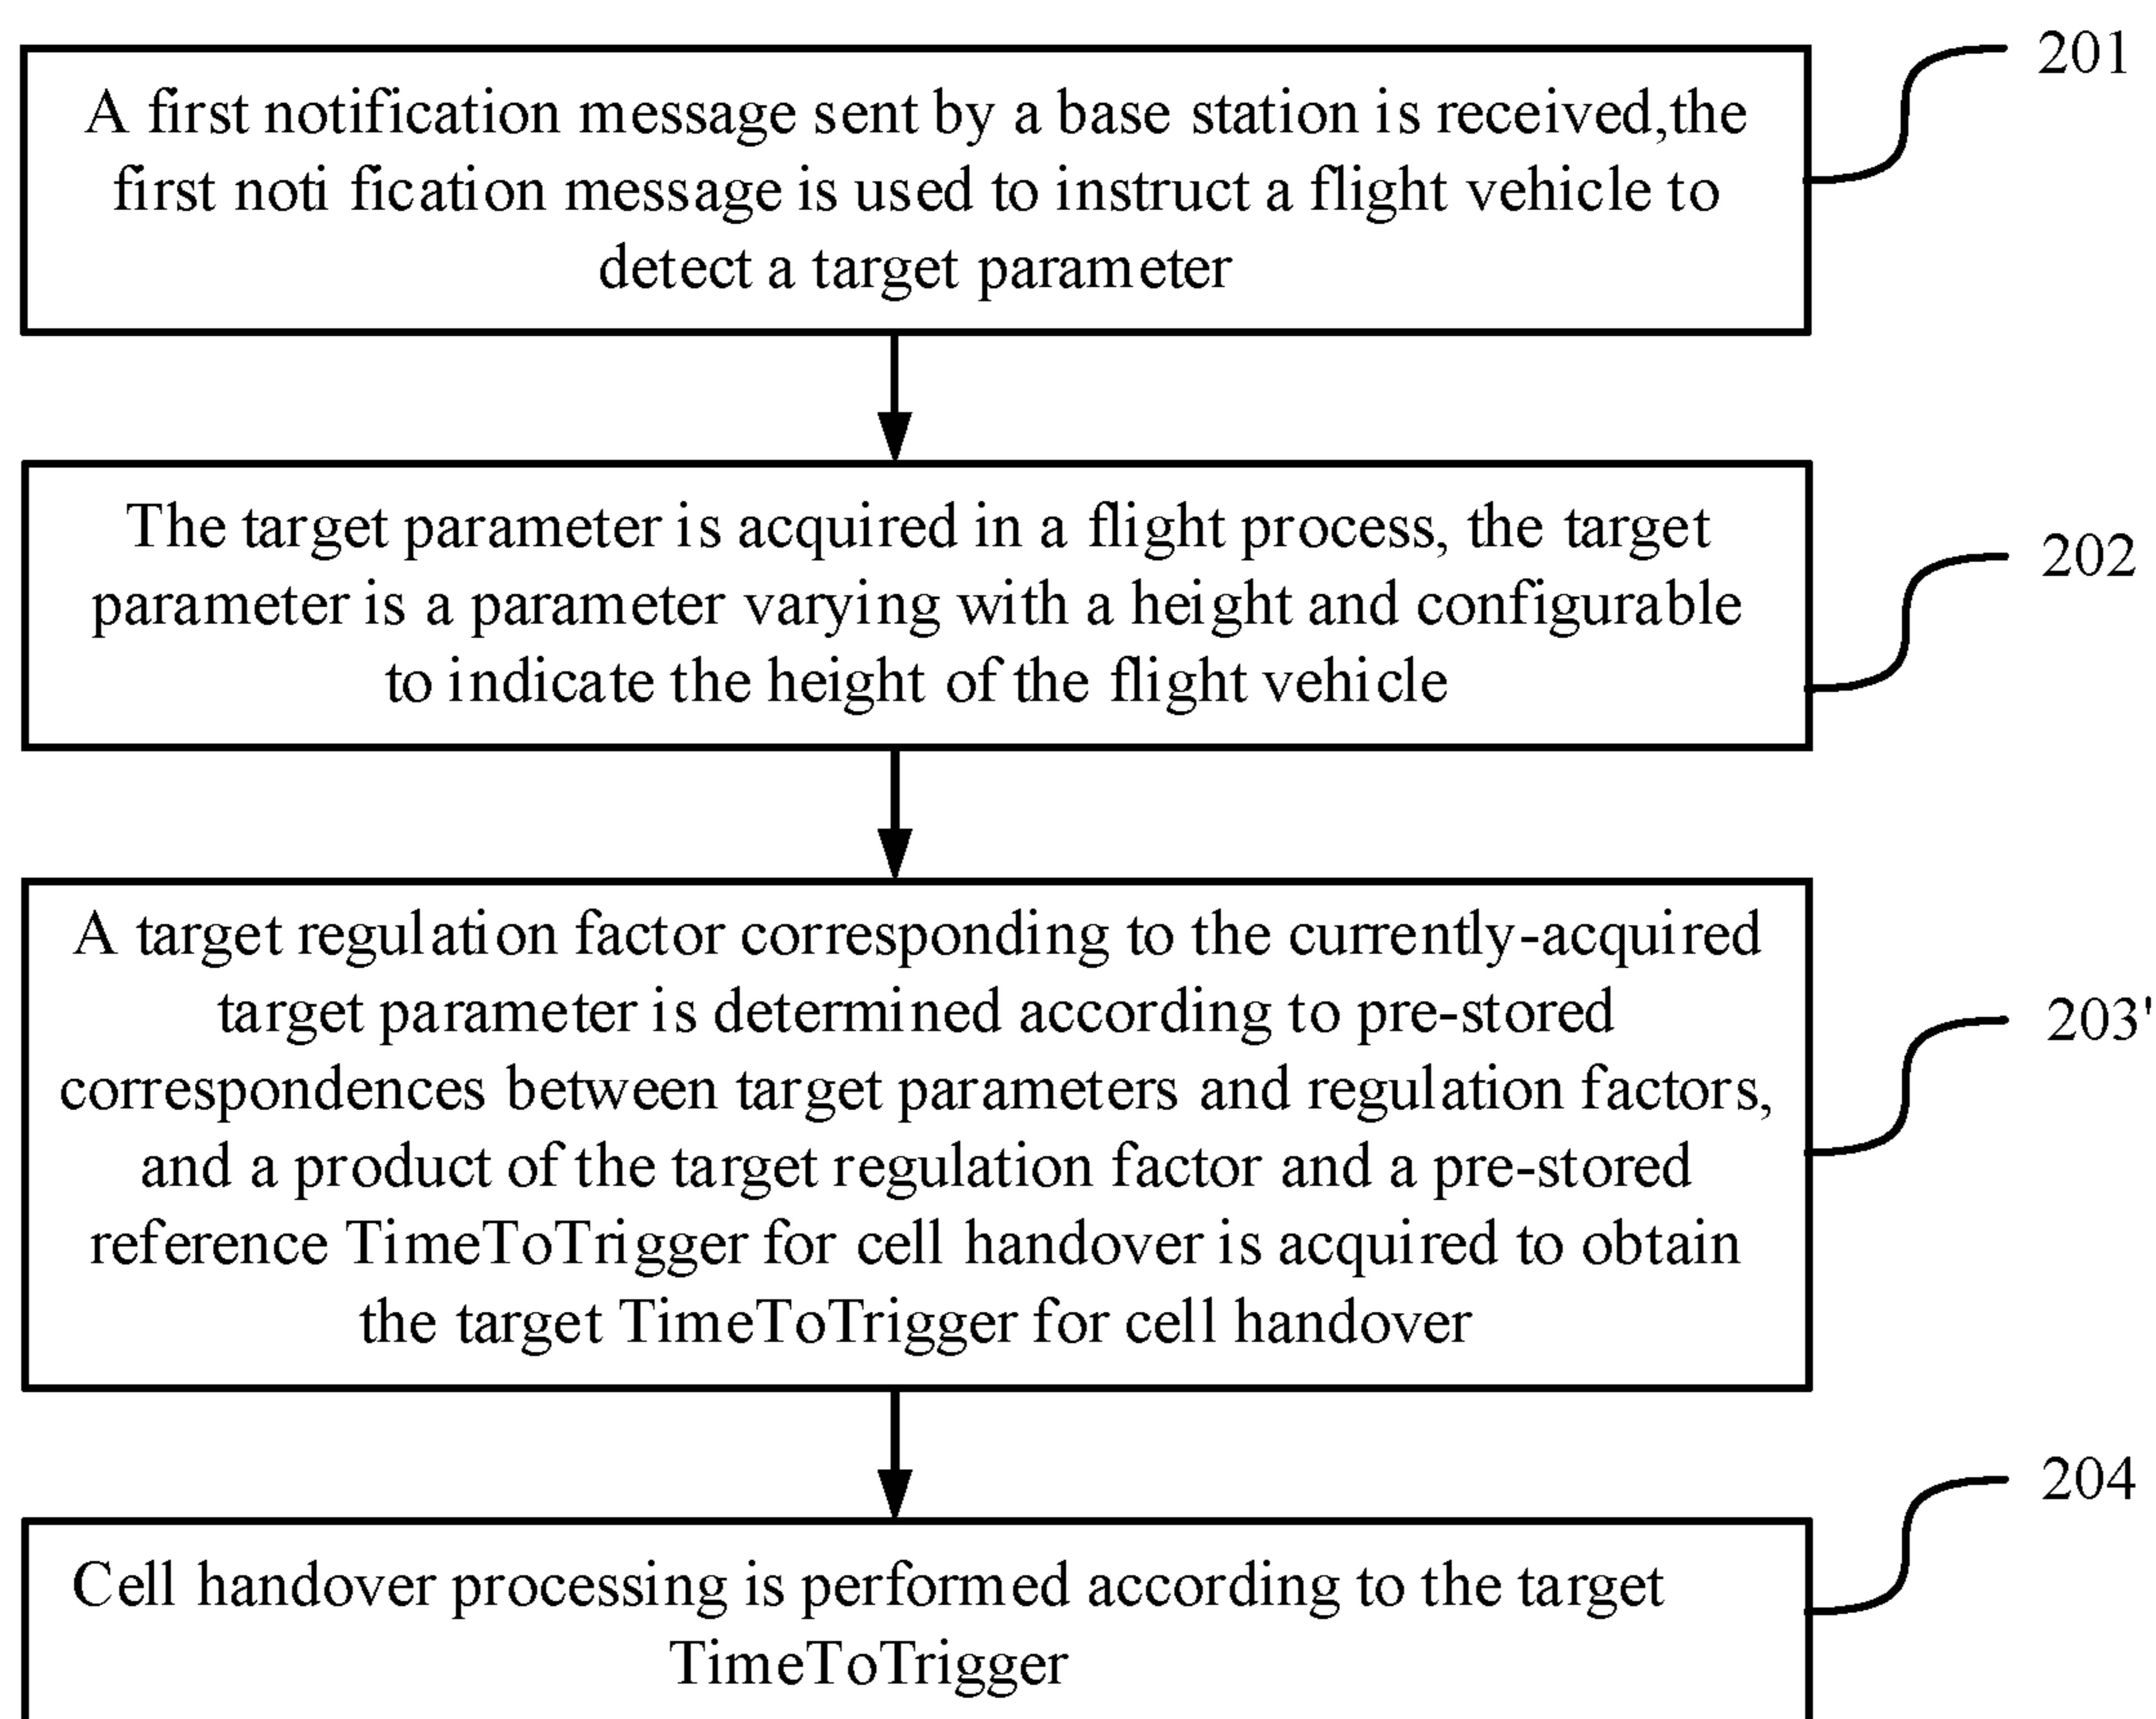 201
A first notification message sent by a base station is received,the
first noti fication message is used to instruct a flight vehicle to
detect a target parameter
The target parameter is acquired in a flight process, the target
parameter is a parameter varying with a height and configurable
to indicate the height of the flight vehicle
202
A target regulation factor corresponding to the currently-acquired
target parameter is determined according to pre-stored
correspondences between target parameters and regulation factors,
and a product of the target regulation factor and a pre-stored
reference TimeToTrigger for cell handover is acquired to obtain
the target TimeToTrigger for cell handover
203'
204
Cell handover processing is performed according to the target
TimeToTrigger